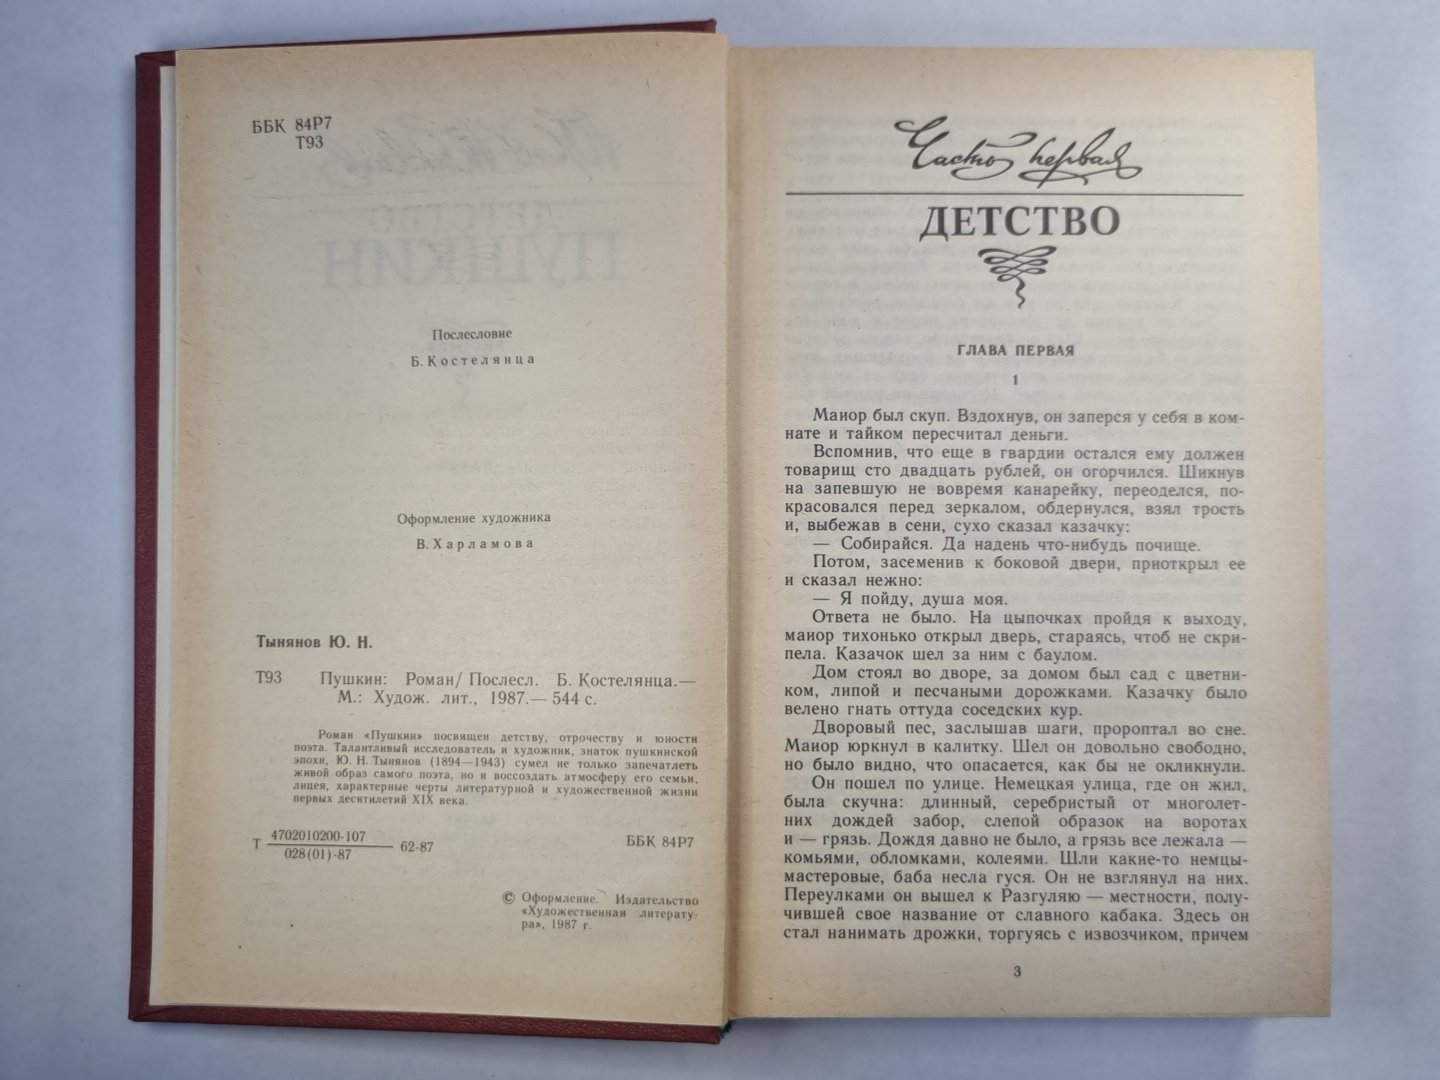 ББК 84Р7
Т93
Послесловие
Б. Костелянца
Оформление художника
В. Харламова
Тынянов Ю. Н.
Т93 Пушкин: Роман/ Послесл. Б. Костелянца.—
М.: Худож. лит., 1987.— 544 с.
Роман «Пушкин» посвящен детству, отрочеству и юности
поэта. Талантливый исследователь и художник, знаток пушкинской
эпохи, Ю. Н. Тынянов (1894—1943) сумел не только запечатлеть
живой образ самого поэта, но и воссоздать атмосферу его семьи,
лицея, характерные черты литературной и художественной жизни
первых десятилетий XIX века.
Т 4702010200-107
028(01)-87 62-87
ББК 84Р7
© Оформление. Издательство
«Художественная литерату-
ра», 1987 г.
Часть первая
ДЕТСТВО
ГЛАВА ПЕРВАЯ
1
Маиор был скуп. Вздохнув, он заперся у себя в ком-
нате и тайком пересчитал деньги.
Вспомнив, что еще в гвардии остался ему должен
товарищ сто двадцать рублей, он огорчился. Шикнув
на запевшую не вовремя канарейку, переоделся, по-
красовался перед зеркалом, обдернулся, взял трость
и, выбежав в сени, сухо сказал казачку:
— Собирайся. Да надень что-нибудь почище.
Потом, засеменив к боковой двери, приоткрыл ее
и сказал нежно:
— Я пойду, душа моя.
Ответа не было. На цыпочках пройдя к выходу,
маиор тихонько открыл дверь, стараясь, чтоб не скри-
пела. Казачок шел за ним с баулом.
Дом стоял во дворе, за домом был сад с цветни-
ком, липой и песчаными дорожками. Казачку было
велено гнать оттуда соседских кур.
Дворовый пес, заслышав шаги, пророптал во сне.
Маиор юркнул в калитку. Шел он довольно свободно,
но было видно, что опасается, как бы не окликнули.
Он пошел по улице. Немецкая улица, где он жил,
была скучна: длинный, серебристый от многолет-
них дождей забор, слепой образок на воротах
и — грязь. Дождя давно не было, а грязь все лежала —
комьями, обломками, колеями. Шли какие-то немцы-
мастеровые, баба несла гуся. Он не взглянул на них.
Переулками он вышел к Разгуляю — местности, полу-
чившей свое название от славного кабака. Здесь он
стал нанимать дрожки, торгуясь с извозчиком, причем
3